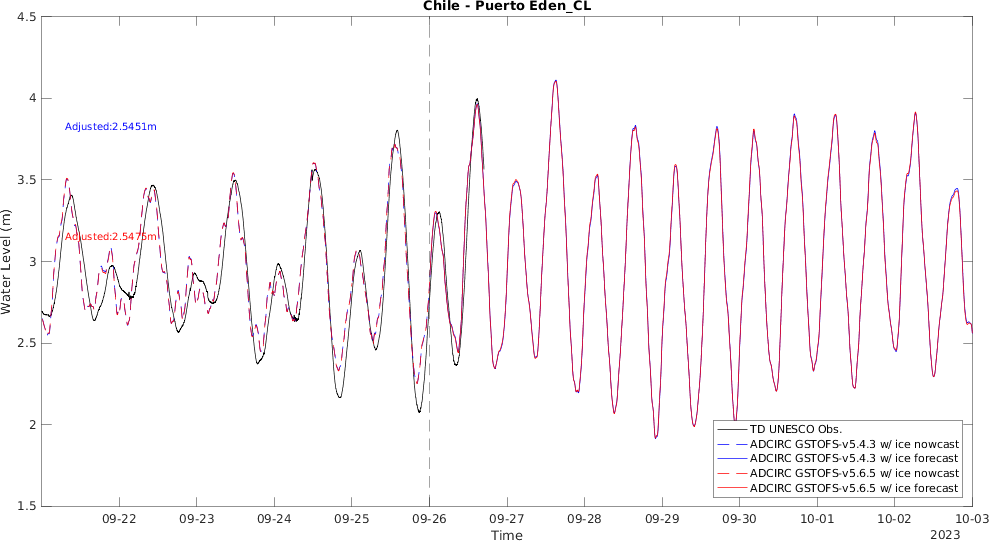 Chile - Puerto Eden_CL
4.5
4
3.5
3
2.5
2
1.5
Water Level (m)
Adjusted:2.5451m
Adjusted:2.5475m
TD UNESCO Obs.
ADCIRC GSTOFS-v5.4.3 w/ ice nowcast
ADCIRC GSTOFS-v5.4.3 w/ ice forecast
ADCIRC GSTOFS-v5.6.5 w/ ice nowcast
ADCIRC GSTOFS-v5.6.5 w/ ice forecast
09-22 09-23 09-24 09-25 09-26 09-27 09-28 09-29 09-30 10-01 10-02 10-03
Time
2023